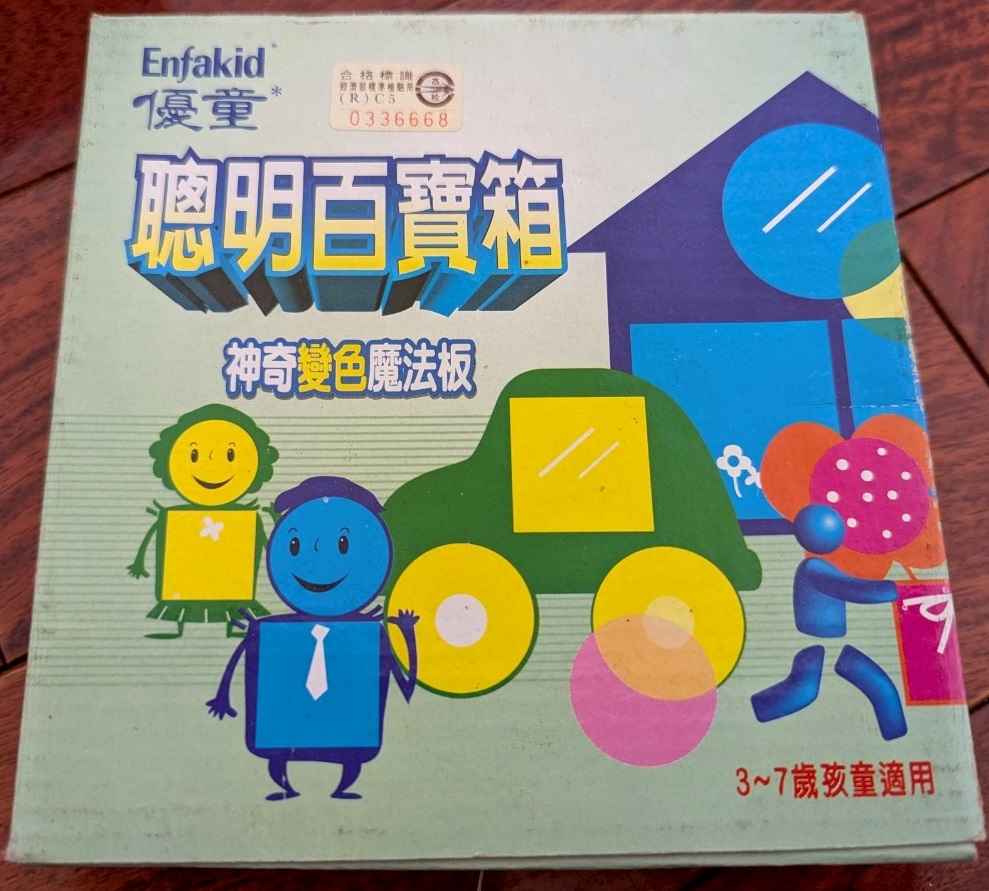 Enfakid*
優童*
合格標識
經濟部標準檢驗局
(R)C5
0336668
聰明百寶箱
神奇變色魔法板
3~7歲孩童適用